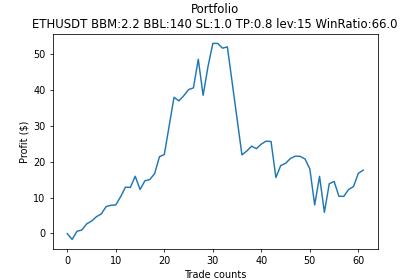 Portfolio
ETHUSDT BBM:2.2 BBL:140 SL:1.0 TP:0.8 lev:15 WinRatio:66.0
50
40
30
20
10
0
Profit ($)
0 10 20 30 40 50 60
Trade counts